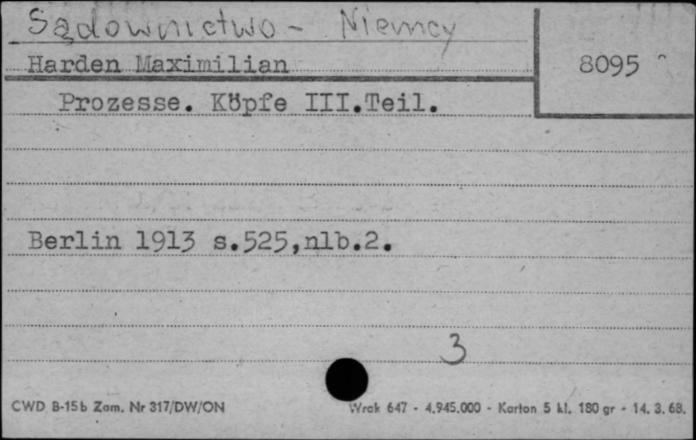 Sądownictwo - Niemcy
Harden Maximilian
8095
Prozesse. Köpfe III.Teil.
Berlin 1913 s.525,nlb.2.
3
CWD B-15b Zam. Nr 317/DW/ON
Wrak 647 - 4.945.000 - Karton 5 kl. 180 gr - 14. 3. 68.